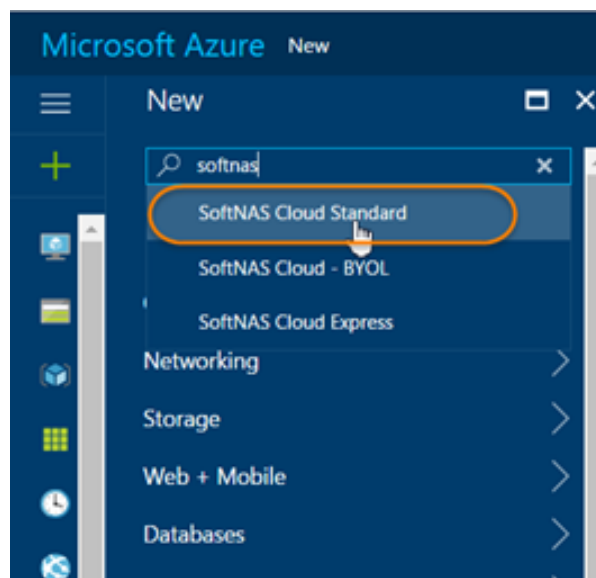 Microsoft Azure New
New
softnas
SoftNAS Cloud Standard
SoftNAS Cloud - BYOL
SoftNAS Cloud Express
Networking
Storage
Web + Mobile
Databases